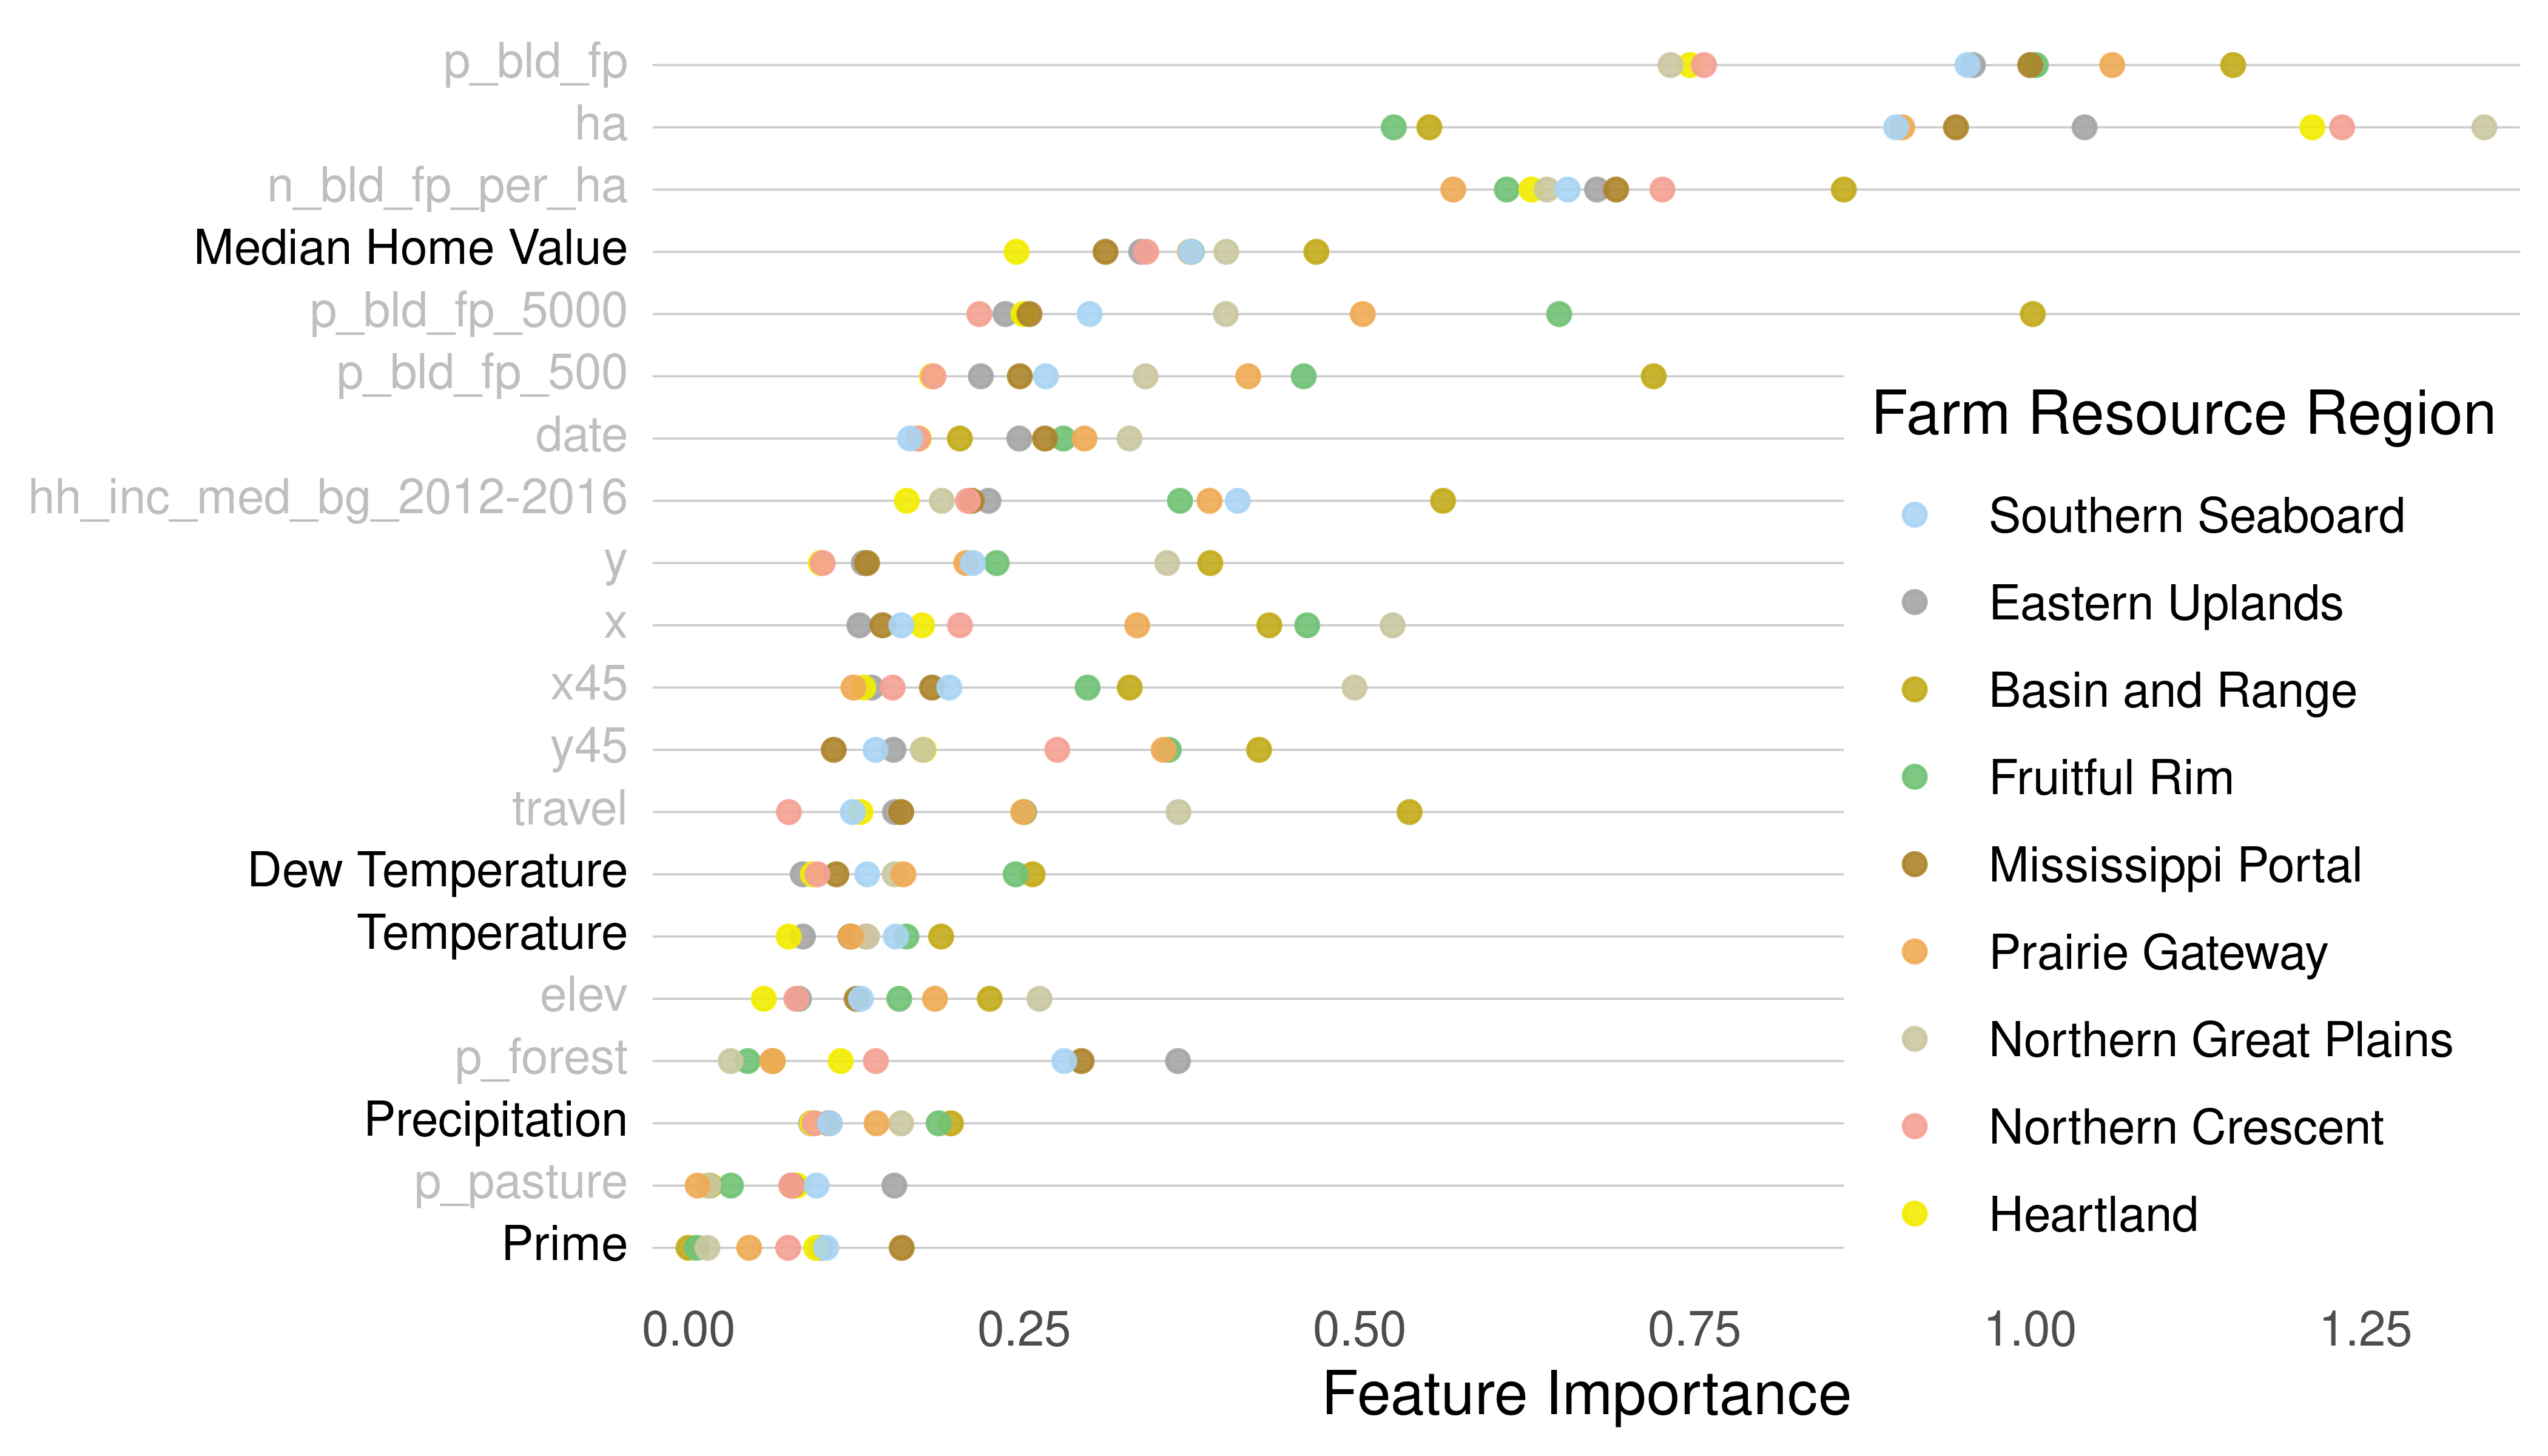 p_bld_fp
ha
n_bld_fp_per_ha
Median Home Value
p_bld_fp_5000
p_bld_fp_500
date
hh_inc_med_bg_2012-2016
y
x
x45
y45
travel
Dew Temperature
Temperature
elev
p_forest
Precipitation
p_pasture
Prime
Farm Resource Region
Southern Seaboard
Eastern Uplands
Basin and Range
Fruitful Rim
Mississippi Portal
Prairie Gateway
Northern Great Plains
Northern Crescent
Heartland
0.00 0.25 0.50 0.75 1.00 1.25
Feature Importance